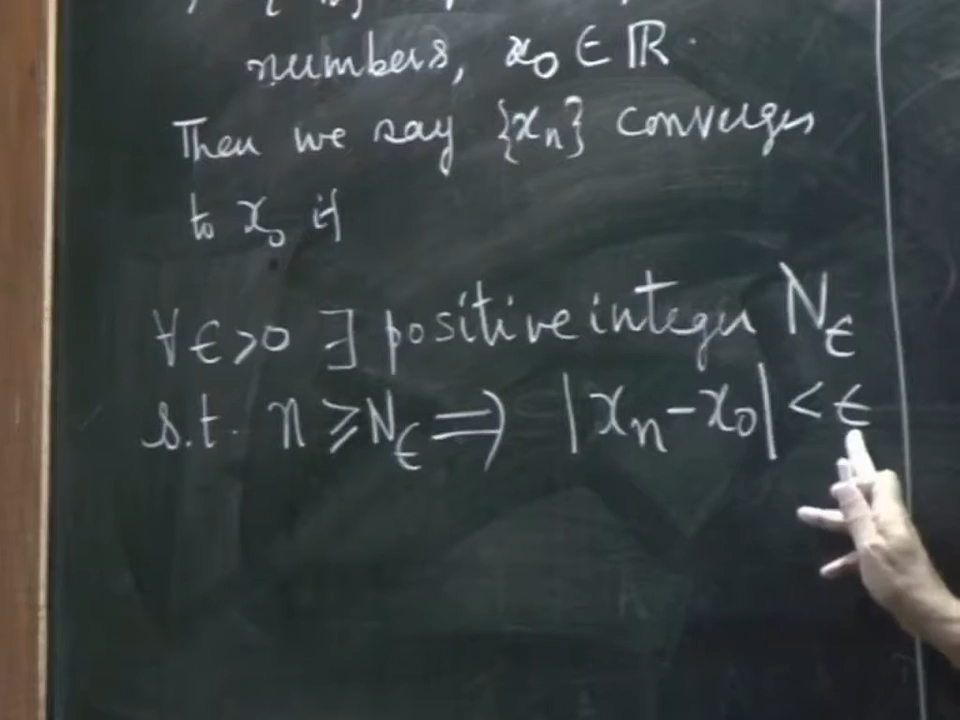 numbers, x₀ ∈ ℝ.
Then we say {xₙ} converges
to x₀ if
∀ ϵ > 0 ∃ positive integer N_ϵ
s.t. n ≥ N_ϵ ⇒ |xₙ - x₀| < ϵ